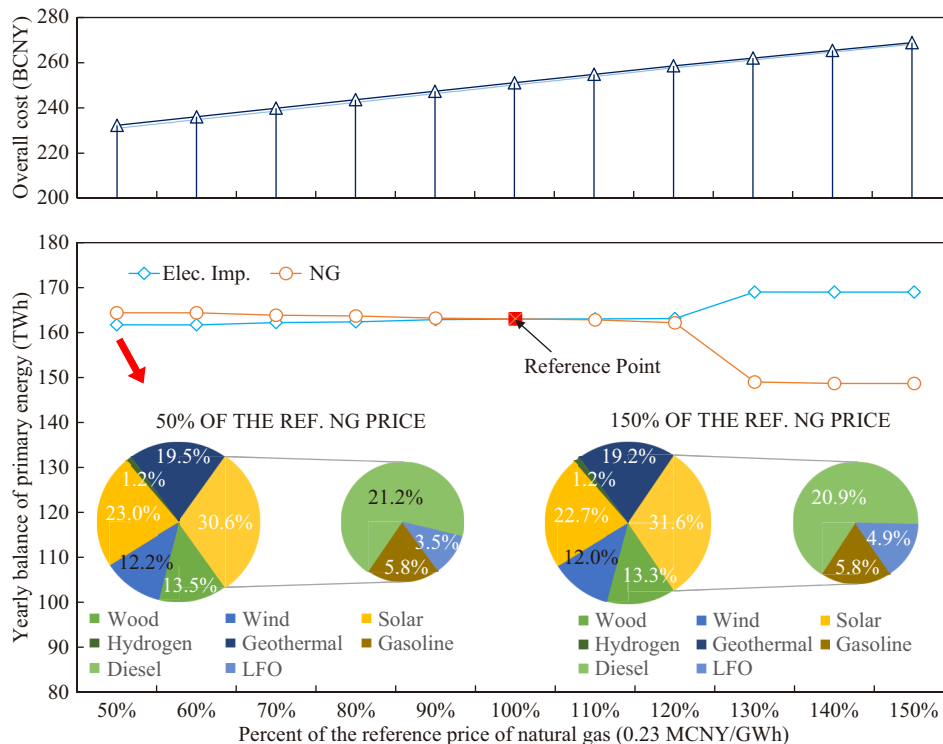 280
260
240
220
200
Overall cost (BCNY)
180
170
160
150
140
130
120
110
100
90
80
Yearly balance of primary energy (TWh)
Elec. Imp.
NG
Reference Point
50% OF THE REF. NG PRICE
19.5%
1.2%
23.0%
30.6%
12.2%
13.5%
21.2%
3.5%
5.8%
Wood
Wind
Solar
Hydrogen
Geothermal
Gasoline
Diesel
LFO
150% OF THE REF. NG PRICE
19.2%
1.2%
22.7%
31.6%
12.0%
13.3%
20.9%
4.9%
5.8%
Wood
Wind
Solar
Hydrogen
Geothermal
Gasoline
Diesel
LFO
50% 60% 70% 80% 90% 100% 110% 120% 130% 140% 150%
Percent of the reference price of natural gas (0.23 MCNY/GWh)